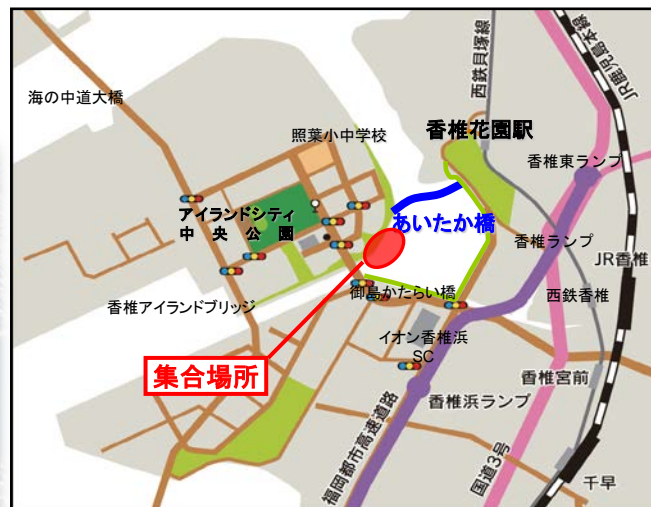 海の中道大橋
照葉小中学校
西鉄貝塚線
JR鹿児島本線
香椎花園駅
香椎東ランプ
アイランドシティ
中央公園
あいたか橋
香椎ランプ
JR香椎
西鉄香椎
香椎アイランドブリッジ
御島かたらい橋
イオン香椎浜
SC
集合場所
香椎宮前
香椎浜ランプ
福岡都市高速道路
国道3号
千早